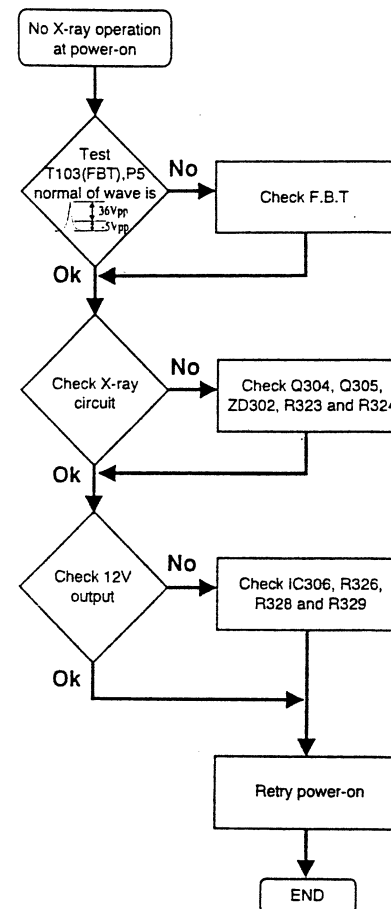 No X-ray operation
at power-on
Test
T103(FBT),P5
normal of wave is
36Vpp
-5Vpp
No
Check F.B.T
Ok
Check X-ray
circuit
No
Check Q304, Q305,
ZD302, R323 and R324
Ok
Check 12V
output
No
Check IC306, R326,
R328 and R329
Ok
Retry power-on
END